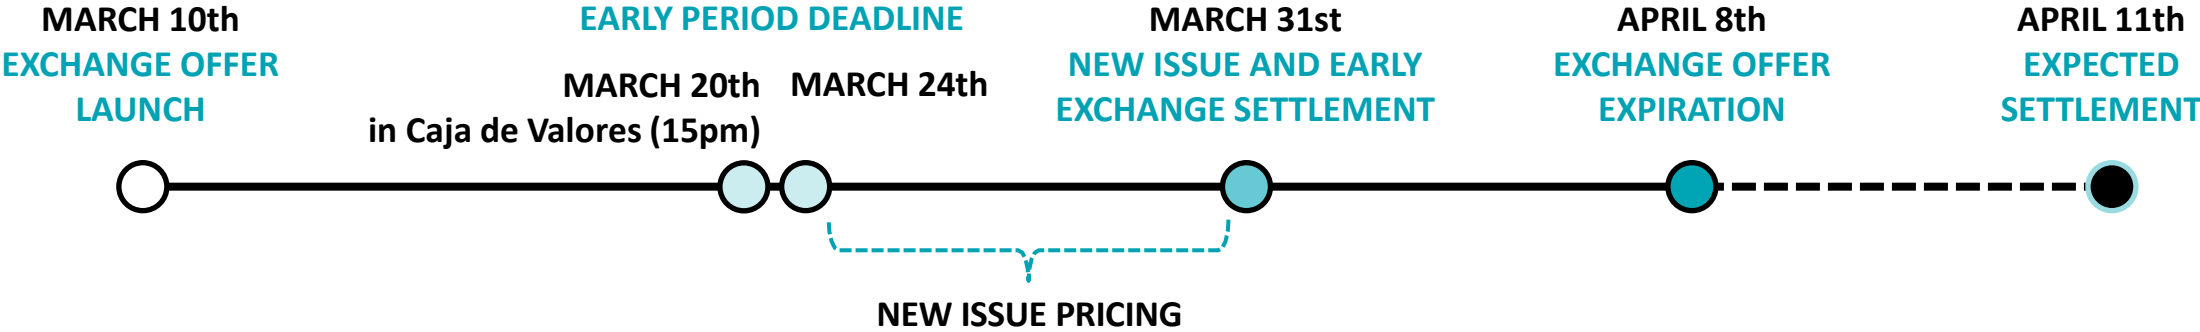 MARCH 10th
EXCHANGE OFFER
LAUNCH
EARLY PERIOD DEADLINE
MARCH 20th
in Caja de Valores (15pm)
MARCH 24th
MARCH 31st
NEW ISSUE AND EARLY
EXCHANGE SETTLEMENT
APRIL 8th
EXCHANGE OFFER
EXPIRATION
APRIL 11th
EXPECTED
SETTLEMENT
NEW ISSUE PRICING